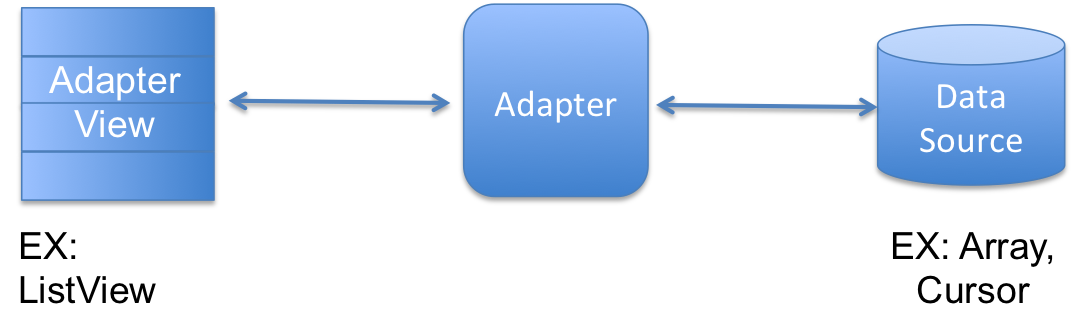 Adapter
View
Adapter
Data
Source
EX:
ListView
EX: Array,
Cursor